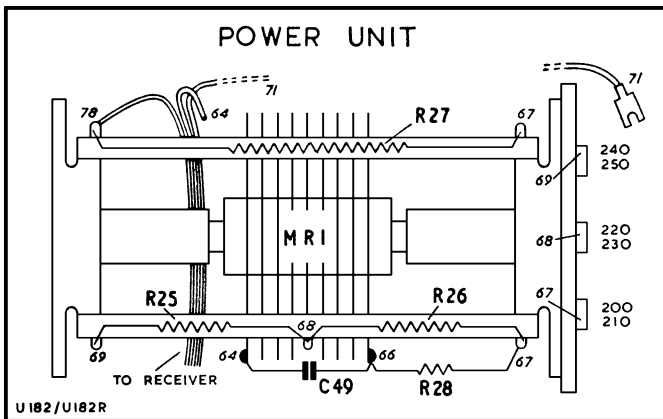 POWER UNIT
71
71
78
64
67
R27
240
250
69
MR1
220
230
68
R25
R26
67
200
210
69
68
64
66
67
C49
R28
TO RECEIVER
U182/U182R